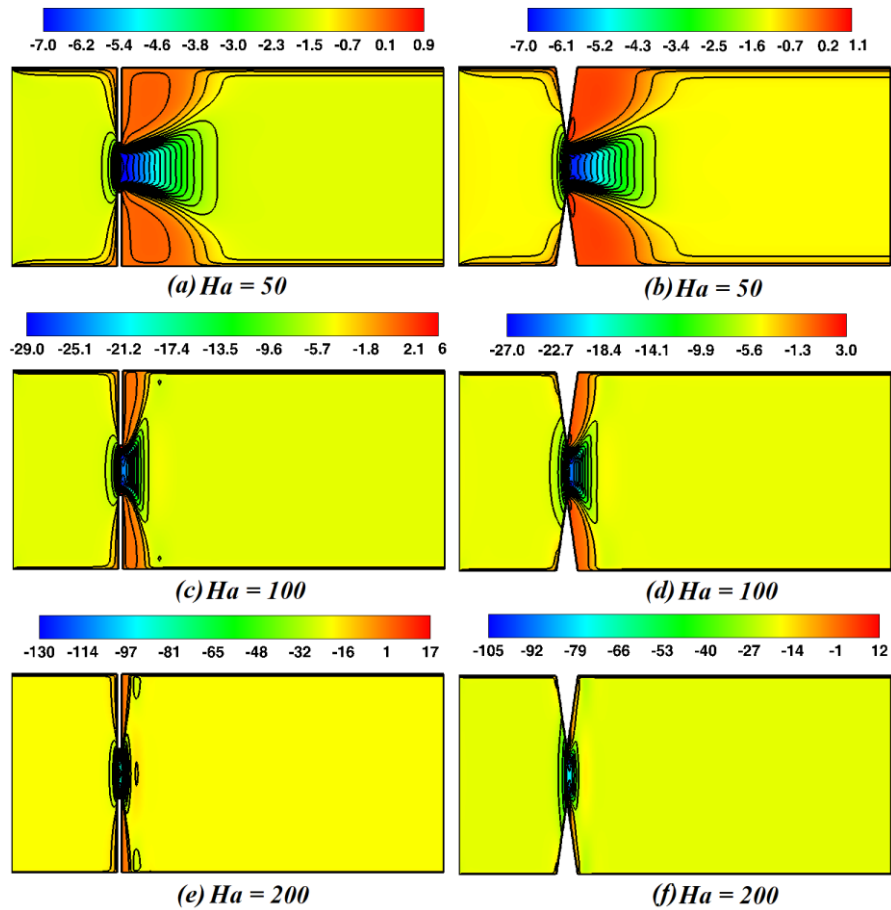 -7.0 -6.2 -5.4 -4.6 -3.8 -3.0 -2.2 -1.5 -0.7 0.1 0.9
-7.0 -6.1 -5.2 -4.3 -3.4 -2.5 -1.6 -0.7 0.2 1.1
(a) Ha = 50
(b) Ha = 50
-29.0 -25.1 -21.2 -17.4 -13.5 -9.6 -5.7 -1.8 2.1 6
-27.0 -22.7 -18.4 -14.1 -9.9 -5.6 -1.3 3.0
(c) Ha = 100
(d) Ha = 100
-130 -114 -97 -81 -65 -48 -32 -16 1 17
-105 -92 -79 -66 -53 -40 -27 -14 -1 12
(e) Ha = 200
(f) Ha = 200